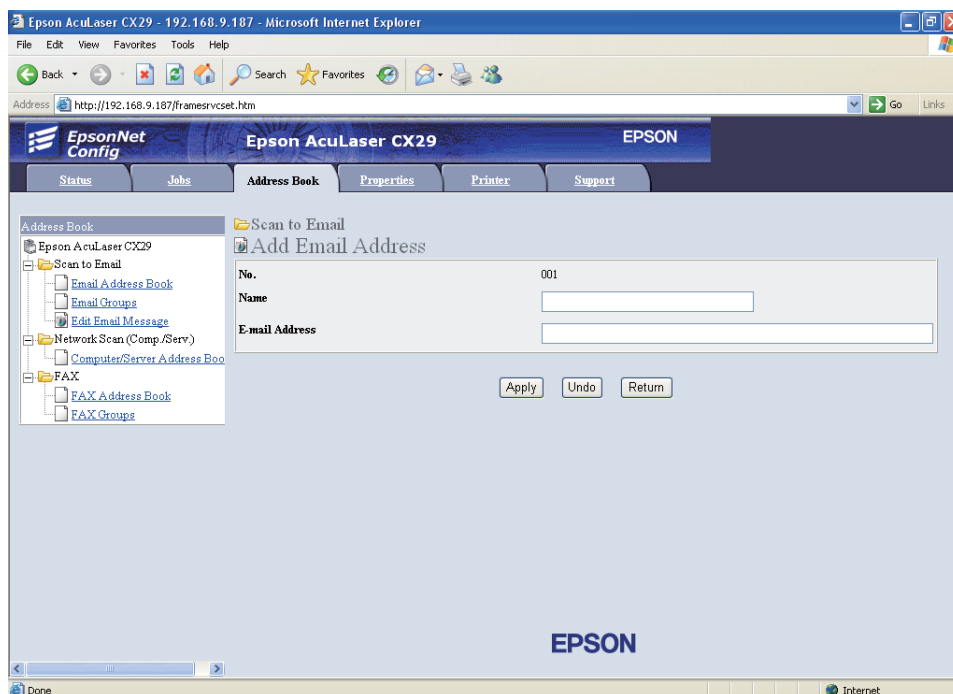 Epson AcuLaser CX29 - 192.168.9.187 - Microsoft Internet Explorer
File Edit View Favorites Tools Help
Back Search Favorites
Address http://192.168.9.187/framesrvcset.htm Go Links
EpsonNet
Config
Epson AcuLaser CX29
EPSON
Status Jobs Address Book Properties Printer Support
Address Book
Epson AcuLaser CX29
Scan to Email
Email Address Book
Email Groups
Edit Email Message
Network Scan (Comp./Serv.)
Computer/Server Address Boo
FAX
FAX Address Book
FAX Groups
Scan to Email
Add Email Address
No. 001
Name
E-mail Address
Apply Undo Return
EPSON
Done Internet